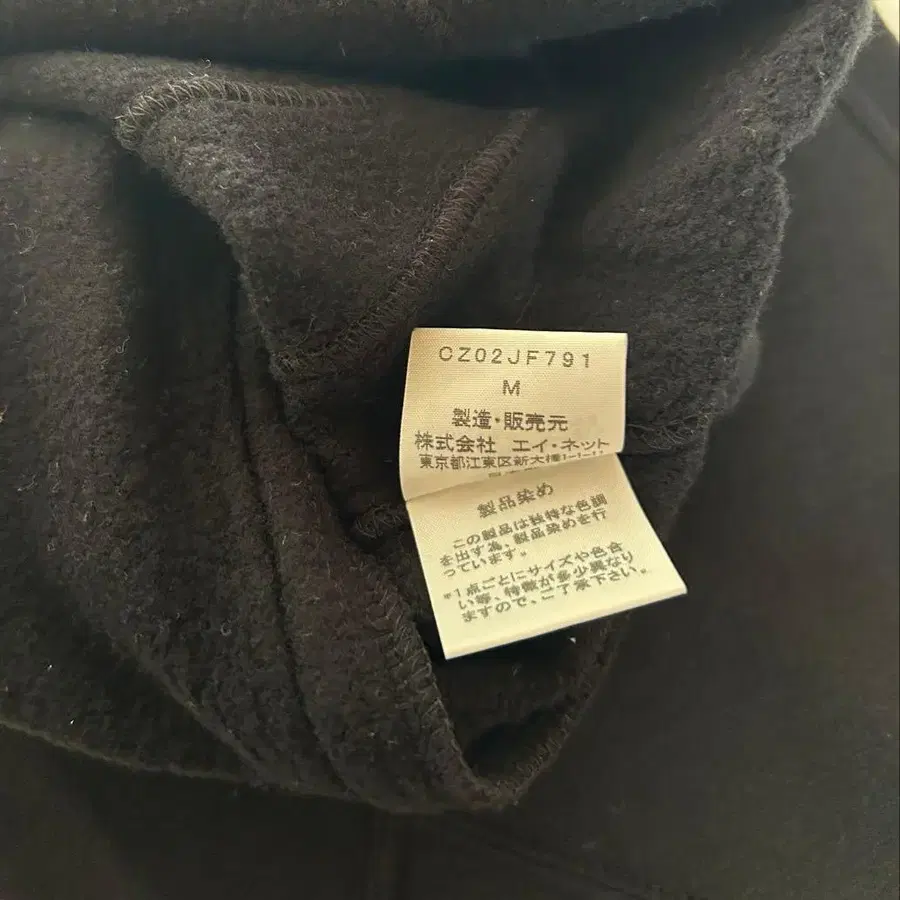 CZ02JF791
M
製造・販売元
株式会社 エイ・ネット
東京都江東区新大橋1-1-11
製品染め
この製品は独特な色調
を出す為、製品染めを行
っています。
*1点ごとにサイズや色合
い等、特徴が多少異なり
ますので、ご了承下さい。